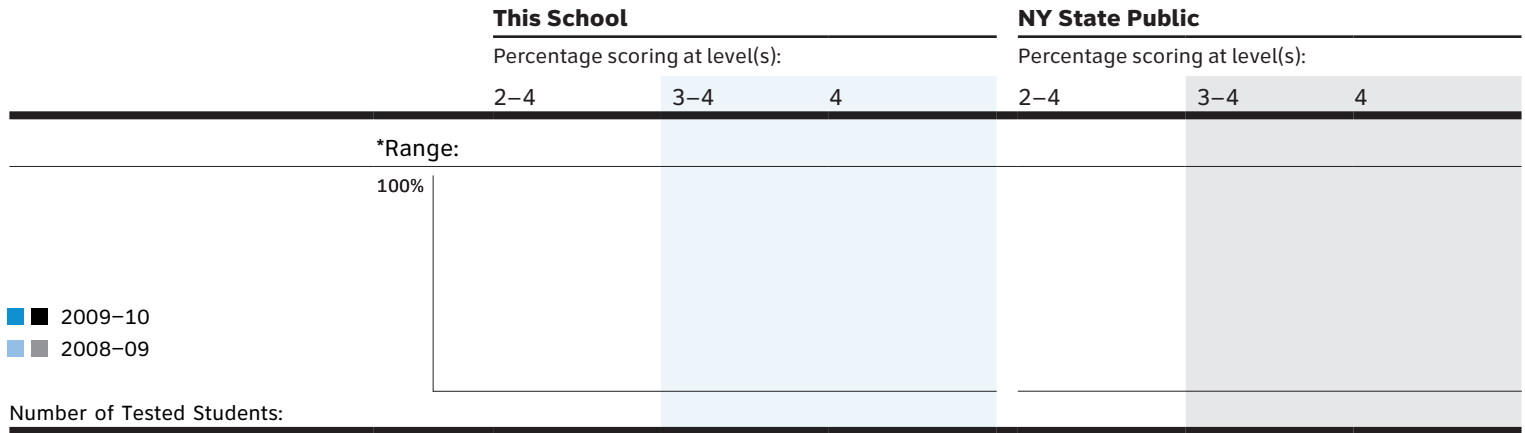 This School NY State Public
Percentage scoring at level(s): Percentage scoring at level(s):
2–4 3–4 4 2–4 3–4 4
*Range:
100%
2009–10
2008–09
Number of Tested Students: